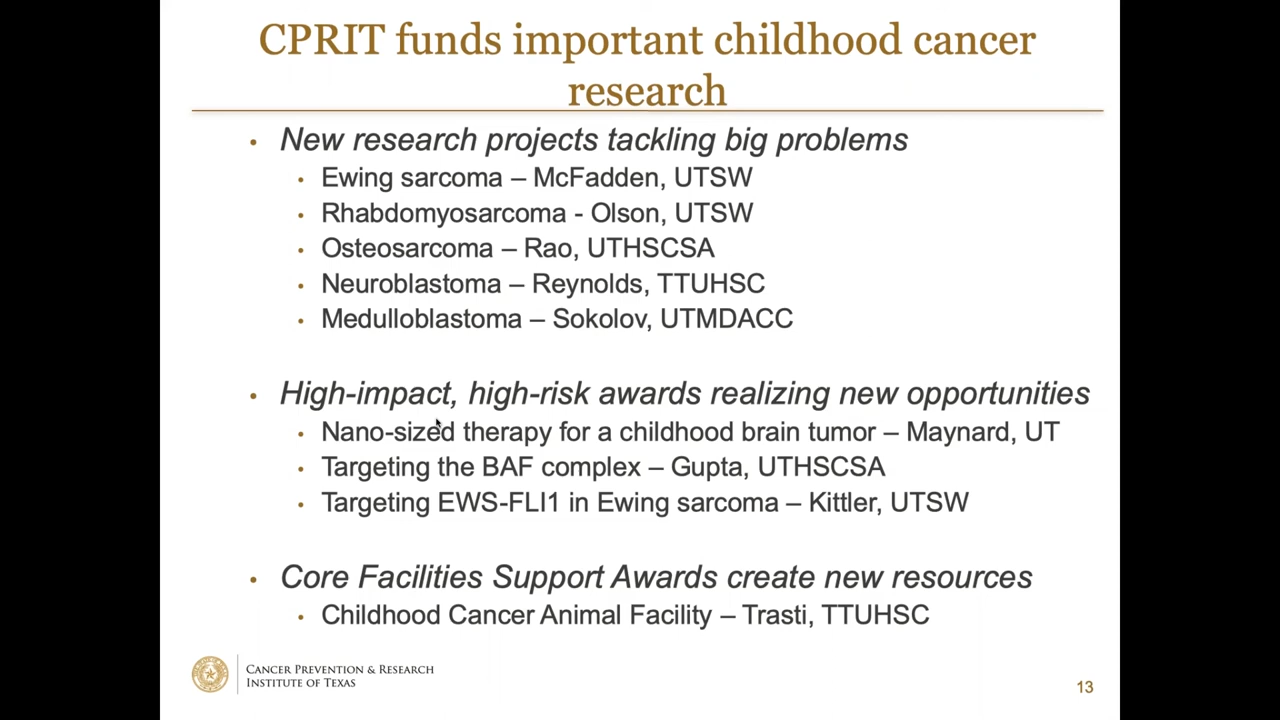 CPRIT funds important childhood cancer
research
• New research projects tackling big problems
• Ewing sarcoma – McFadden, UTSW
• Rhabdomyosarcoma - Olson, UTSW
• Osteosarcoma – Rao, UTHSCSA
• Neuroblastoma – Reynolds, TTUHSC
• Medulloblastoma – Sokolov, UTMDACC
• High-impact, high-risk awards realizing new opportunities
• Nano-sized therapy for a childhood brain tumor – Maynard, UT
• Targeting the BAF complex – Gupta, UTHSCSA
• Targeting EWS-FLI1 in Ewing sarcoma – Kittler, UTSW
• Core Facilities Support Awards create new resources
• Childhood Cancer Animal Facility – Trasti, TTUHSC
CANCER PREVENTION & RESEARCH
INSTITUTE OF TEXAS
13